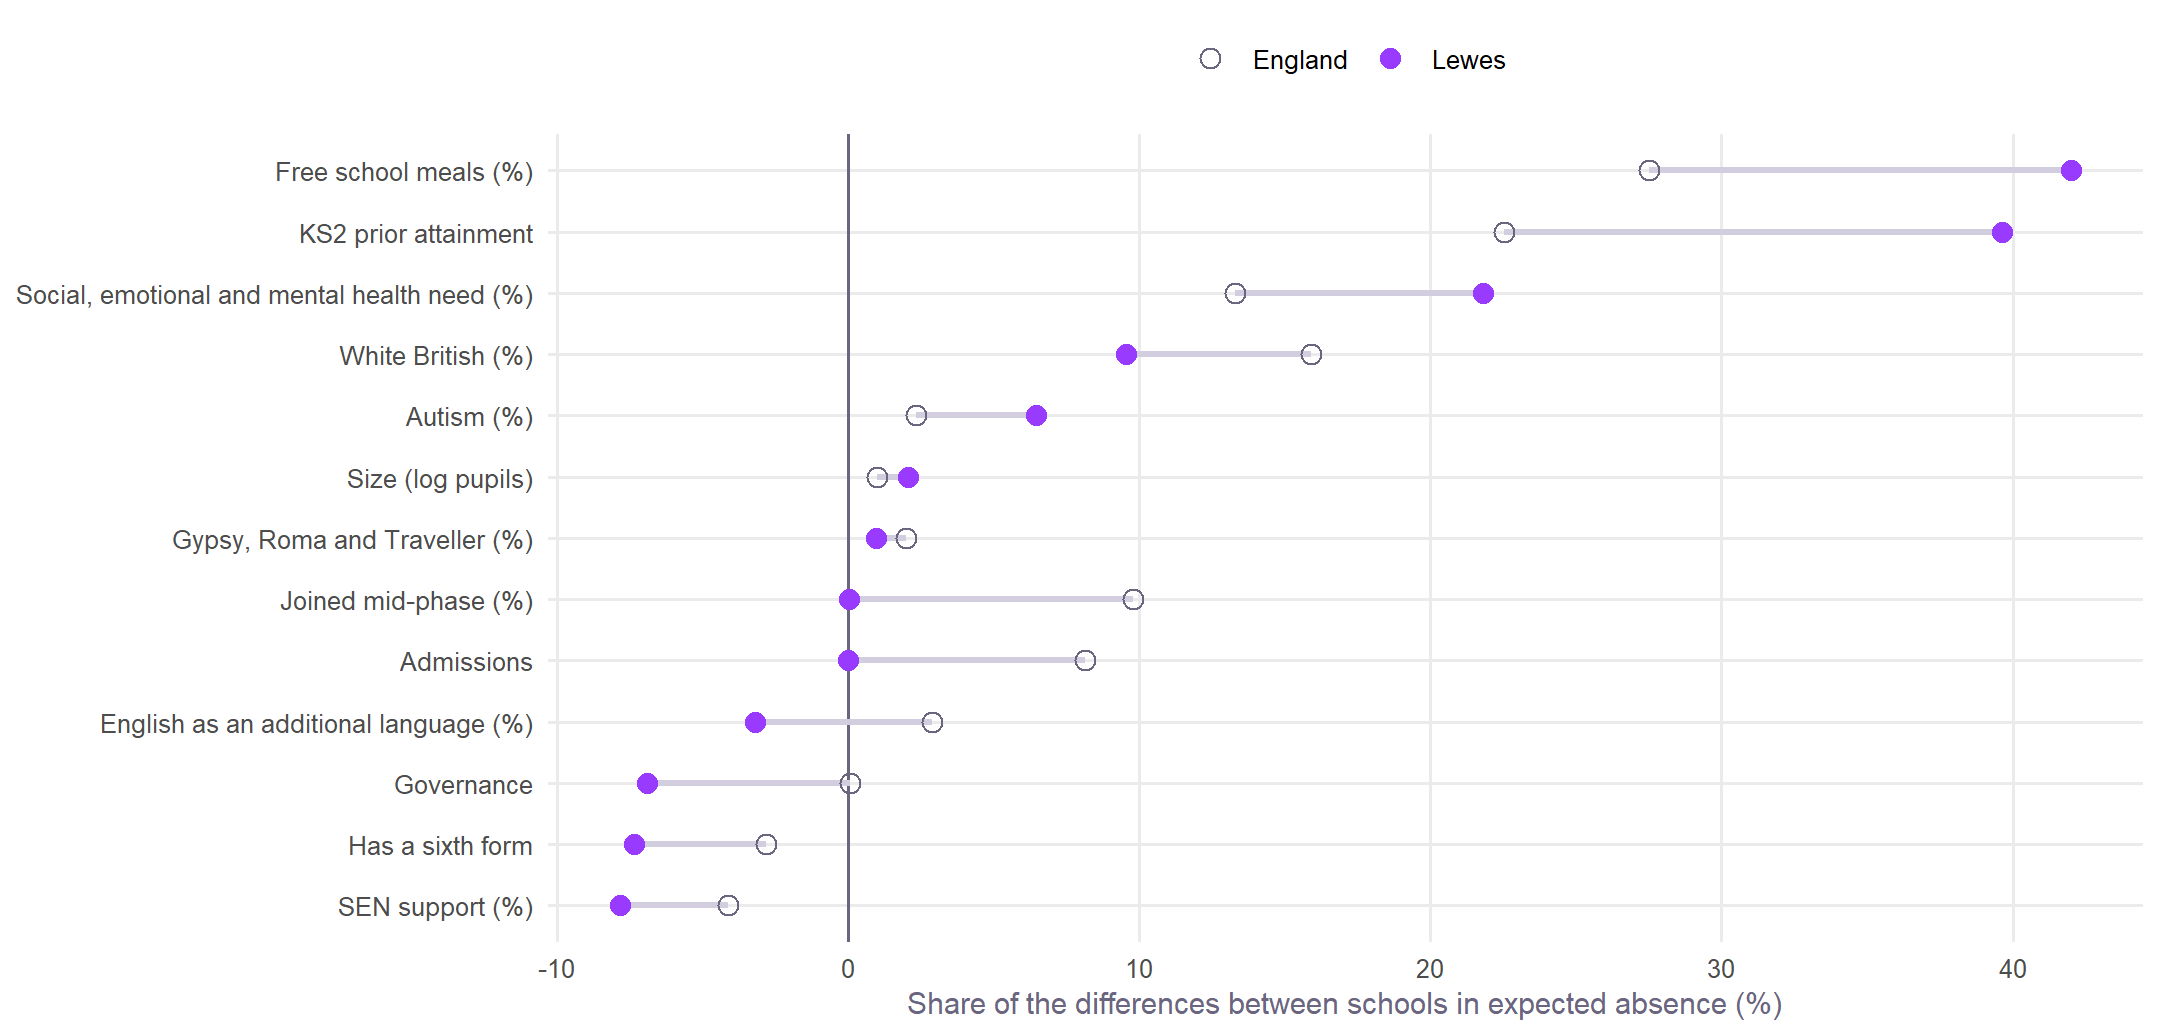 England Lewes
Free school meals (%)
KS2 prior attainment
Social, emotional and mental health need (%)
White British (%)
Autism (%)
Size (log pupils)
Gypsy, Roma and Traveller (%)
Joined mid-phase (%)
Admissions
English as an additional language (%)
Governance
Has a sixth form
SEN support (%)
-10 0 10 20 30 40
Share of the differences between schools in expected absence (%)